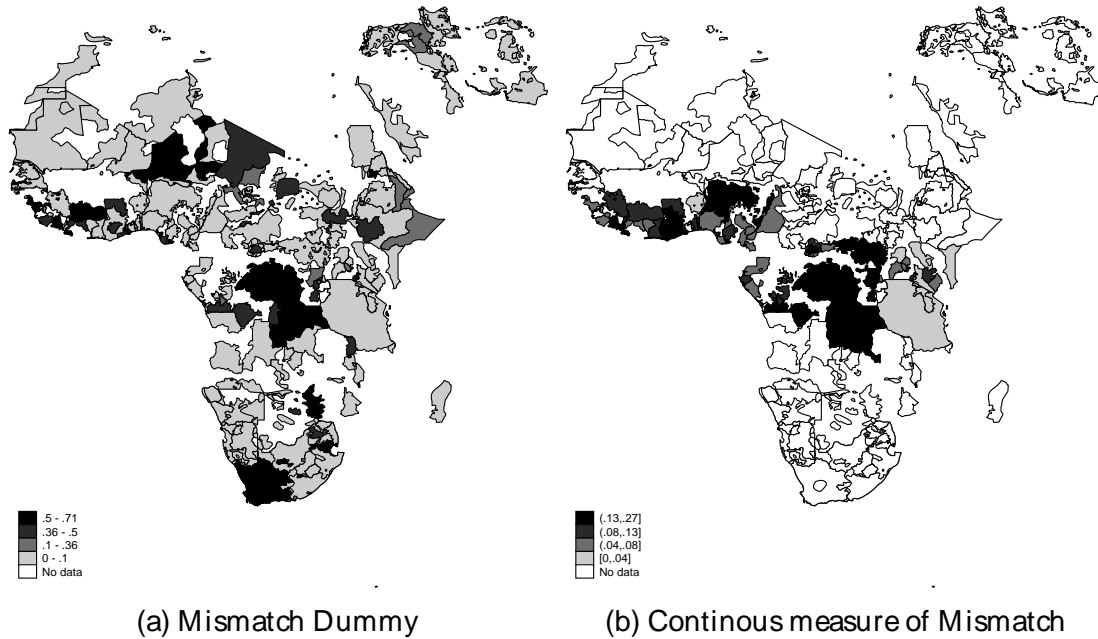 .5 - .71
.36 - .5
.1 - .36
0 - .1
No data
(.13,.27]
(.08,.13]
(.04,.08]
[0,.04]
No data
(a) Mismatch Dummy
(b) Continous measure of Mismatch